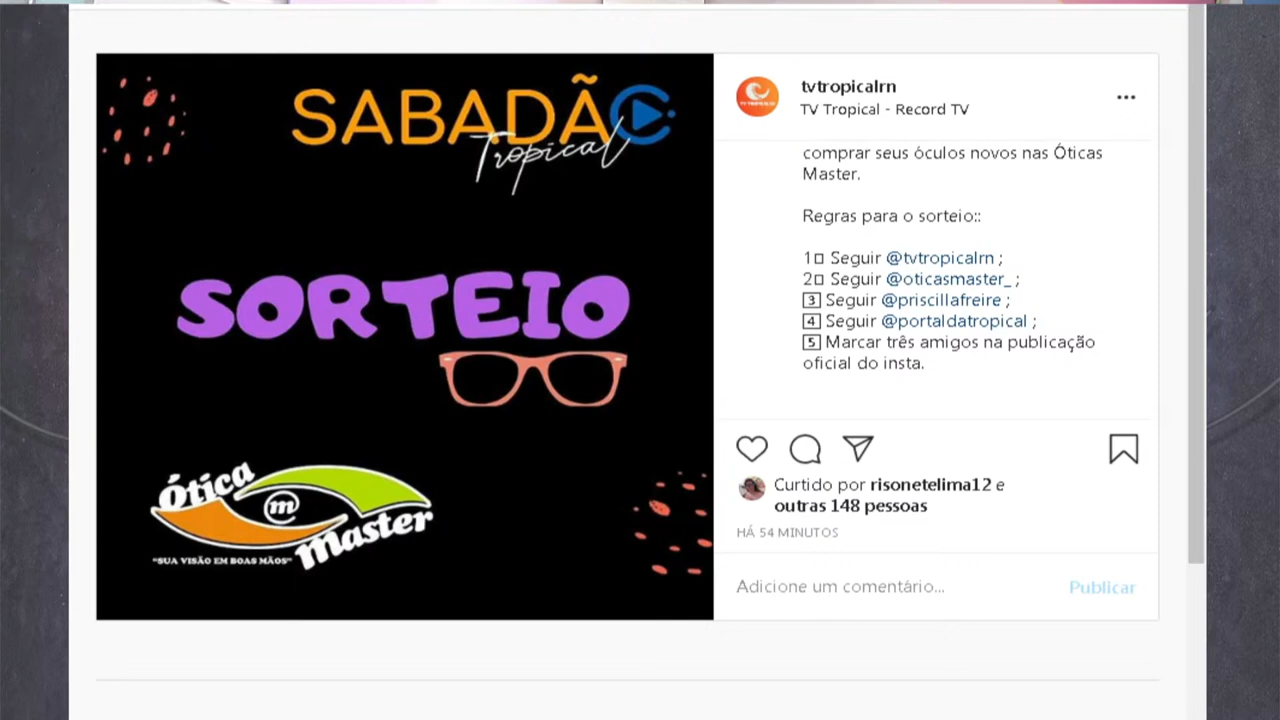 SABADÃO
Tropical
SORTEIO
Ótica
m
Master
"SUA VISÃO EM BOAS MÃOS"
tvtropicalrn
TV Tropical - Record TV
comprar seus óculos novos nas Óticas
Master.
Regras para o sorteio::
1 Seguir @tvtropicalrn ;
2 Seguir @oticasmaster_ ;
3 Seguir @priscillafreire ;
4 Seguir @portaldatropical ;
5 Marcar três amigos na publicação
oficial do insta.
Curtido por risonetelima12 e
outras 148 pessoas
HÁ 54 MINUTOS
Adicione um comentário... Publicar